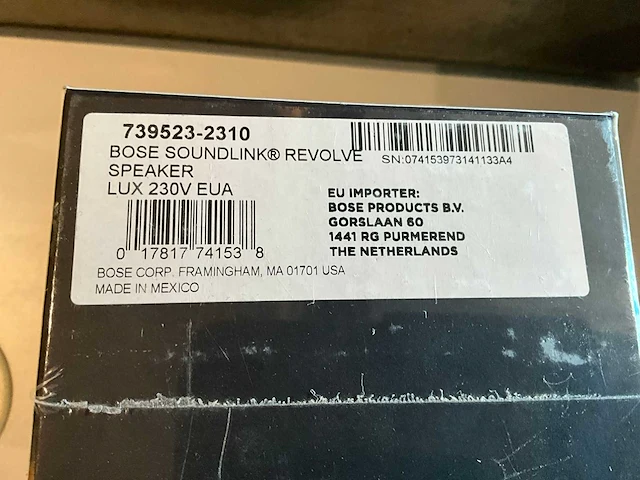 739523-2310
BOSE SOUNDLINK® REVOLVE
SPEAKER
LUX 230V EUA
0 17817 74153 8
BOSE CORP. FRAMINGHAM, MA 01701 USA
MADE IN MEXICO
SN:074153973141133A4
EU IMPORTER:
BOSE PRODUCTS B.V.
GORSLAAN 60
1441 RG PURMEREND
THE NETHERLANDS